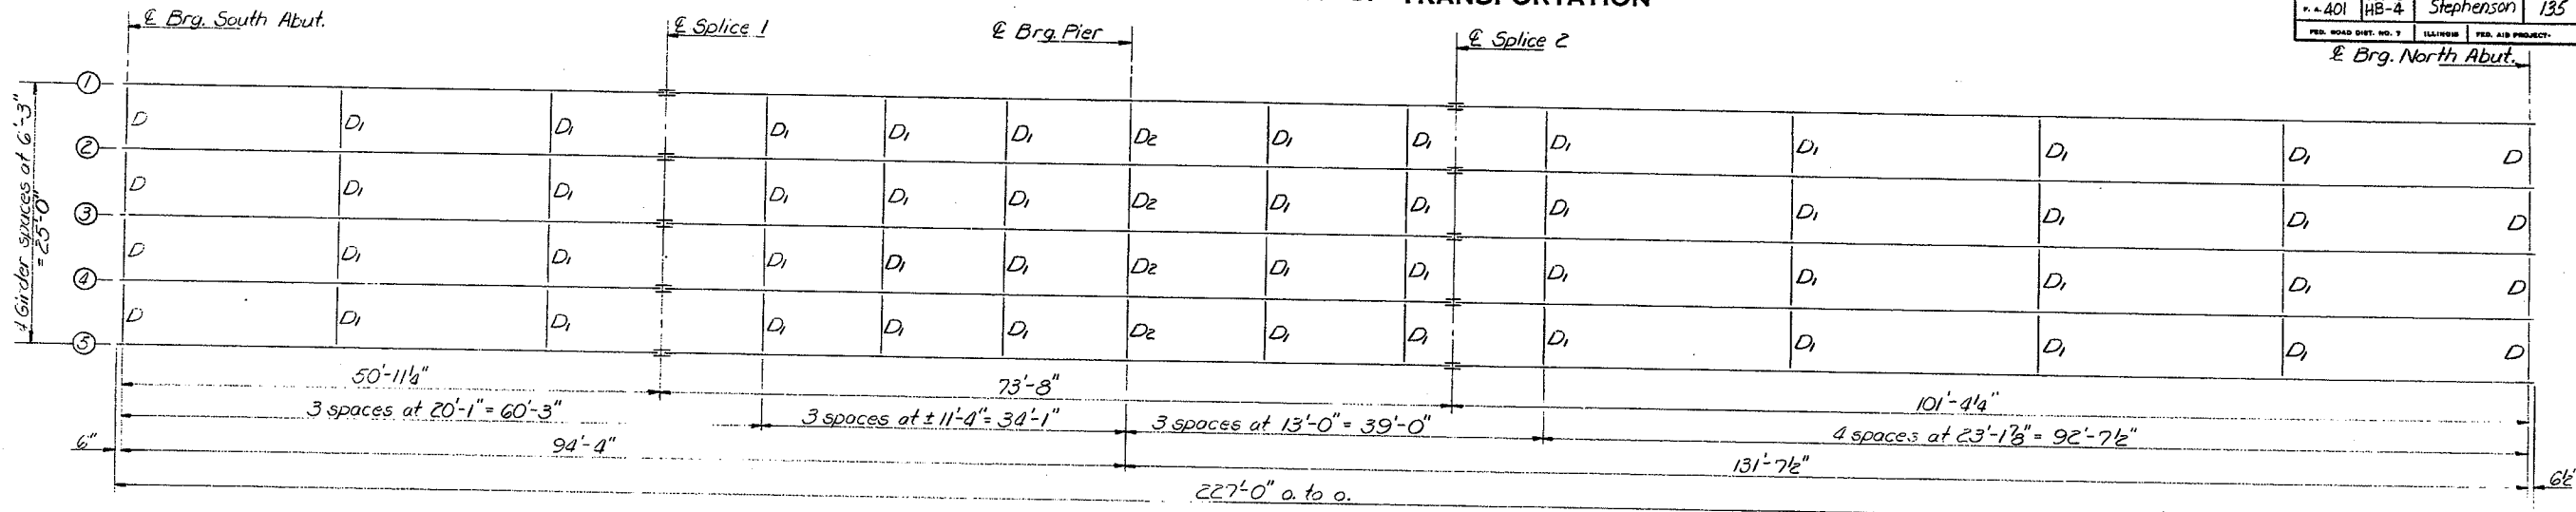 TRANSPORTATION
401 HB-4 Stephenson 135
FED. ROAD DIST. NO. 7 ILLINOIS FED. AID PROJECT-
℄ Brg. South Abut.
℄ Splice 1
℄ Brg. Pier
℄ Splice 2
℄ Brg. North Abut.
4 Girder spaces at 6'-3"
= 25'-0"
1
D D1 D1 D1 D1 D1 D2 D1 D1 D1 D1 D1 D1 D
2
D D1 D1 D1 D1 D1 D2 D1 D1 D1 D1 D1 D1 D
3
D D1 D1 D1 D1 D1 D2 D1 D1 D1 D1 D1 D1 D
4
D D1 D1 D1 D1 D1 D2 D1 D1 D1 D1 D1 D1 D
5
50'-11¼" 73'-8" 101'-4¼"
3 spaces at 20'-1" = 60'-3" 3 spaces at ± 11'-4" = 34'-1" 3 spaces at 13'-0" = 39'-0" 4 spaces at 23'-1⅞" = 92'-7½"
6" 94'-4" 131'-7½" 6½"
227'-0" o. to o.